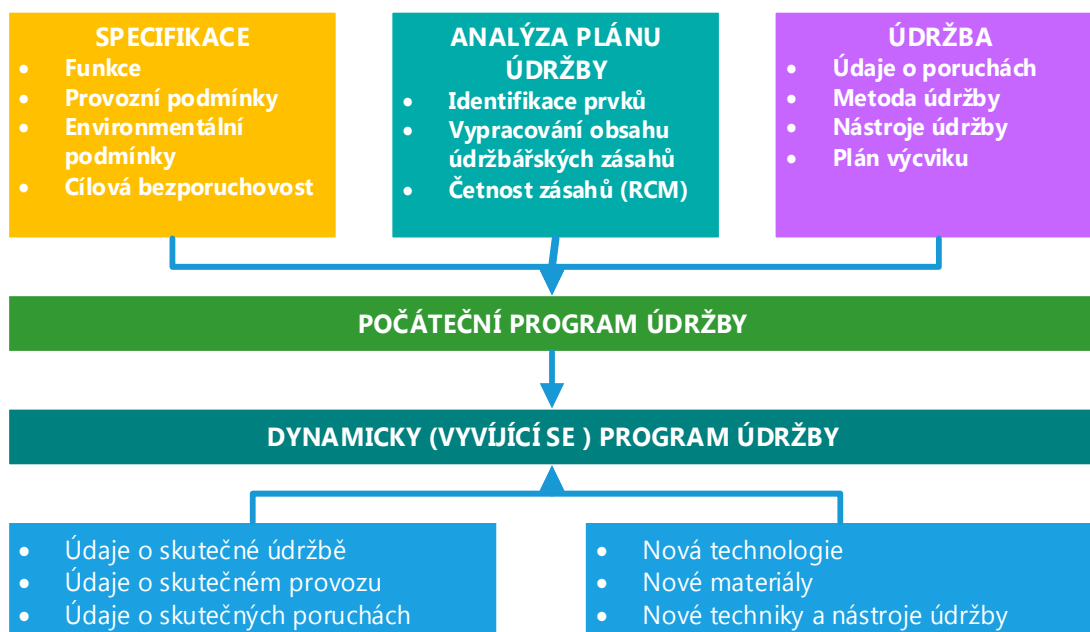 SPECIFIKACE
• Funkce
• Provozní podmínky
• Environmentální
podmínky
• Cílová bezporuchovost
ANALÝZA PLÁNU
ÚDRŽBY
• Identifikace prvků
• Vypracování obsahu
údržbářských zásahů
• Četnost zásahů (RCM)
ÚDRŽBA
• Údaje o poruchách
• Metoda údržby
• Nástroje údržby
• Plán výcviku
POČÁTEČNÍ PROGRAM ÚDRŽBY
DYNAMICKY (VYVÍJÍCÍ SE ) PROGRAM ÚDRŽBY
• Údaje o skutečné údržbě
• Údaje o skutečném provozu
• Údaje o skutečných poruchách
• Nová technologie
• Nové materiály
• Nové techniky a nástroje údržby